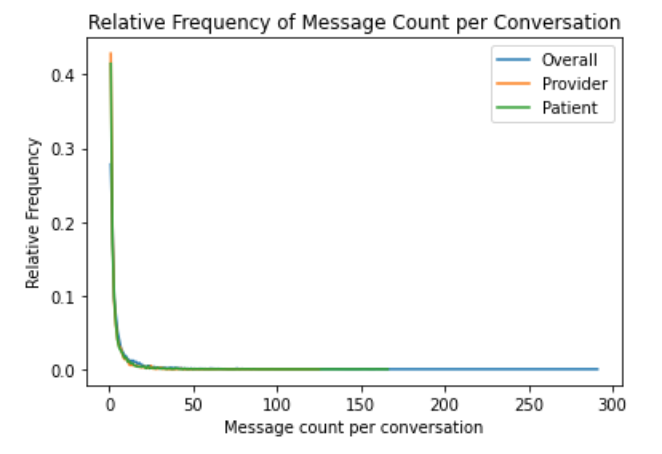 Relative Frequency of Message Count per Conversation
Overall
Provider
Patient
Relative Frequency
0.4
0.3
0.2
0.1
0.0
0 50 100 150 200 250 300
Message count per conversation